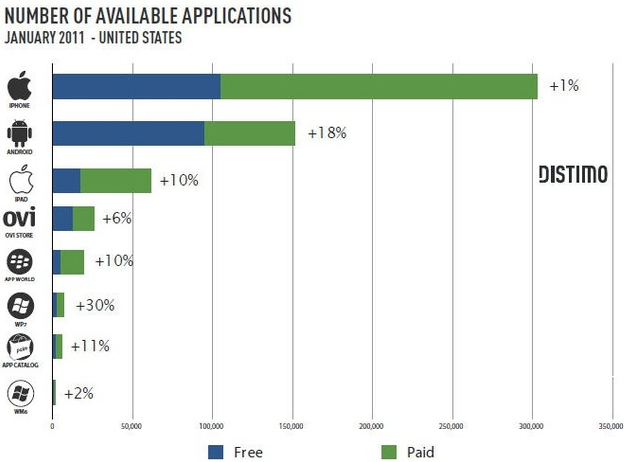 NUMBER OF AVAILABLE APPLICATIONS
JANUARY 2011 - UNITED STATES
IPHONE
+1%
ANDROID
+18%
IPAD
+10%
DISTIMO
ovi
OVI STORE
+6%
APP WORLD
+10%
WP7
+30%
palm
APP CATALOG
+11%
WM6
+2%
0 50,000 100,000 150,000 200,000 250,000 300,000 350,000
Free Paid